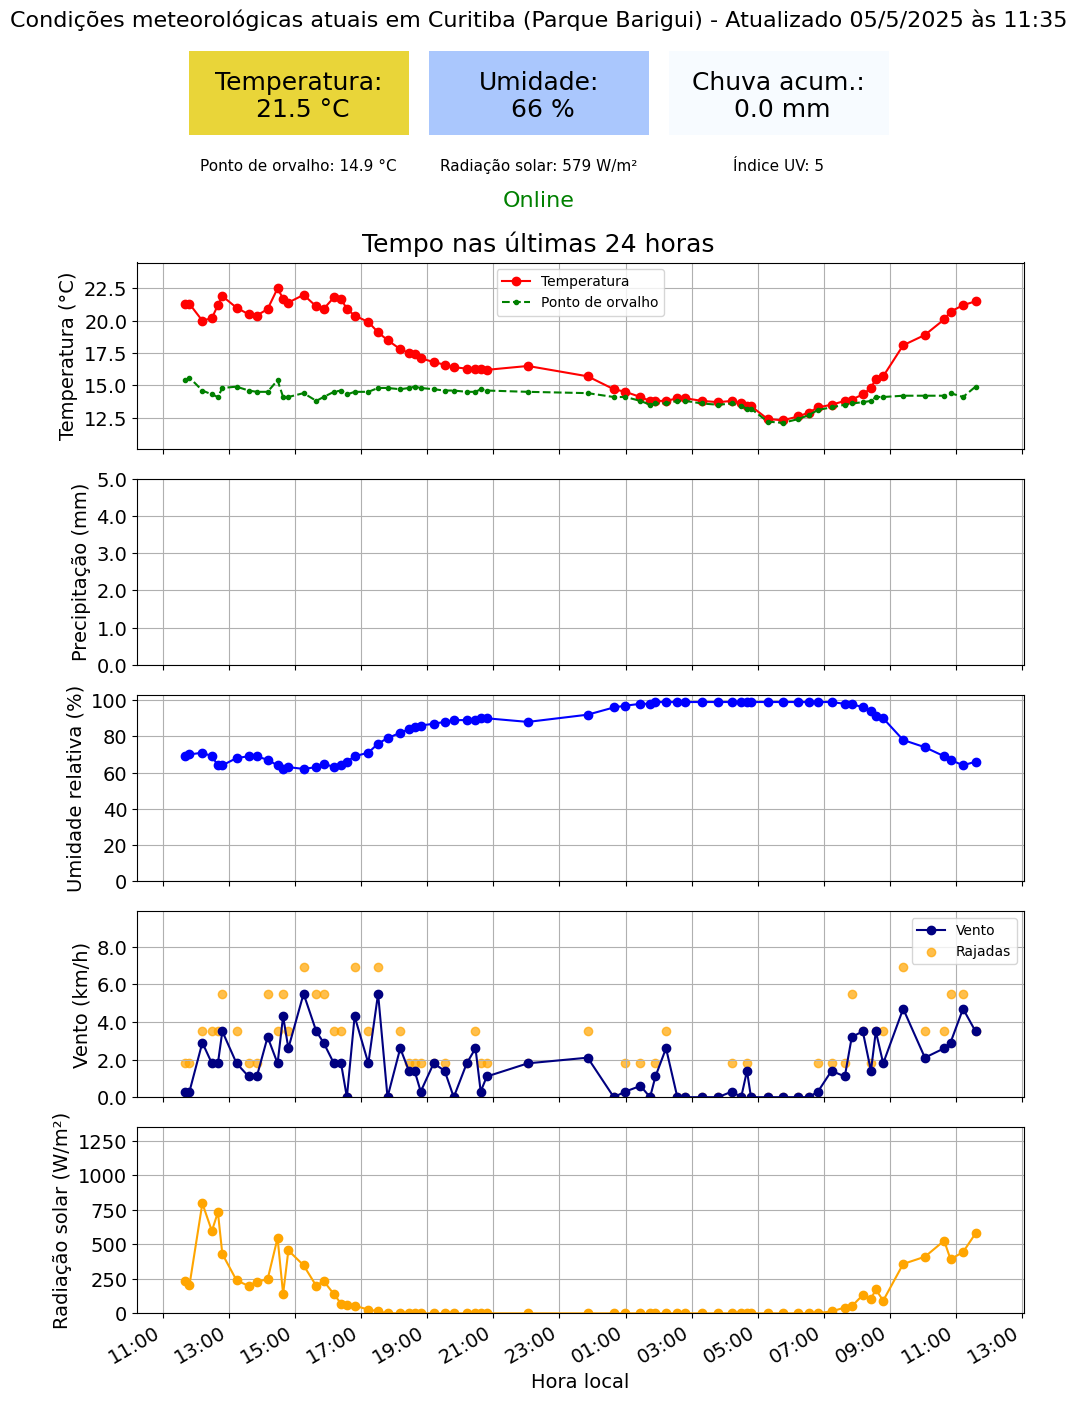 Condições meteorológicas atuais em Curitiba (Parque Barigui) - Atualizado 05/5/2025 às 11:35
Temperatura:
21.5 °C
Umidade:
66 %
Chuva acum.:
0.0 mm
Ponto de orvalho: 14.9 °C
Radiação solar: 579 W/m²
Índice UV: 5
Online
Tempo nas últimas 24 horas
Temperatura (°C)
22.5
20.0
17.5
15.0
12.5
Temperatura
Ponto de orvalho
Precipitação (mm)
5.0
4.0
3.0
2.0
1.0
0.0
Umidade relativa (%)
100
80
60
40
20
0
Vento (km/h)
8.0
6.0
4.0
2.0
0.0
Vento
Rajadas
Radiação solar (W/m²)
1250
1000
750
500
250
0
11:00
13:00
15:00
17:00
19:00
21:00
23:00
01:00
03:00
05:00
07:00
09:00
11:00
13:00
Hora local